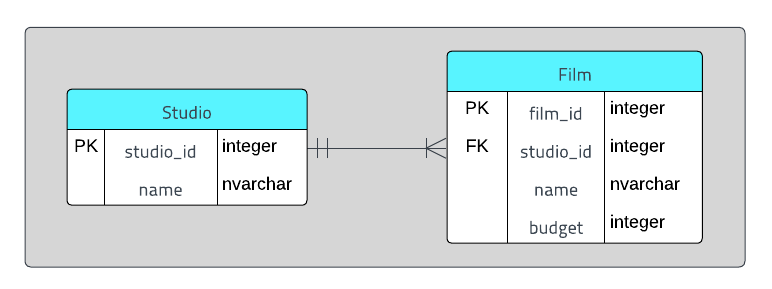 Studio
PK studio_id integer
name nvarchar
Film
PK film_id integer
FK studio_id integer
name nvarchar
budget integer